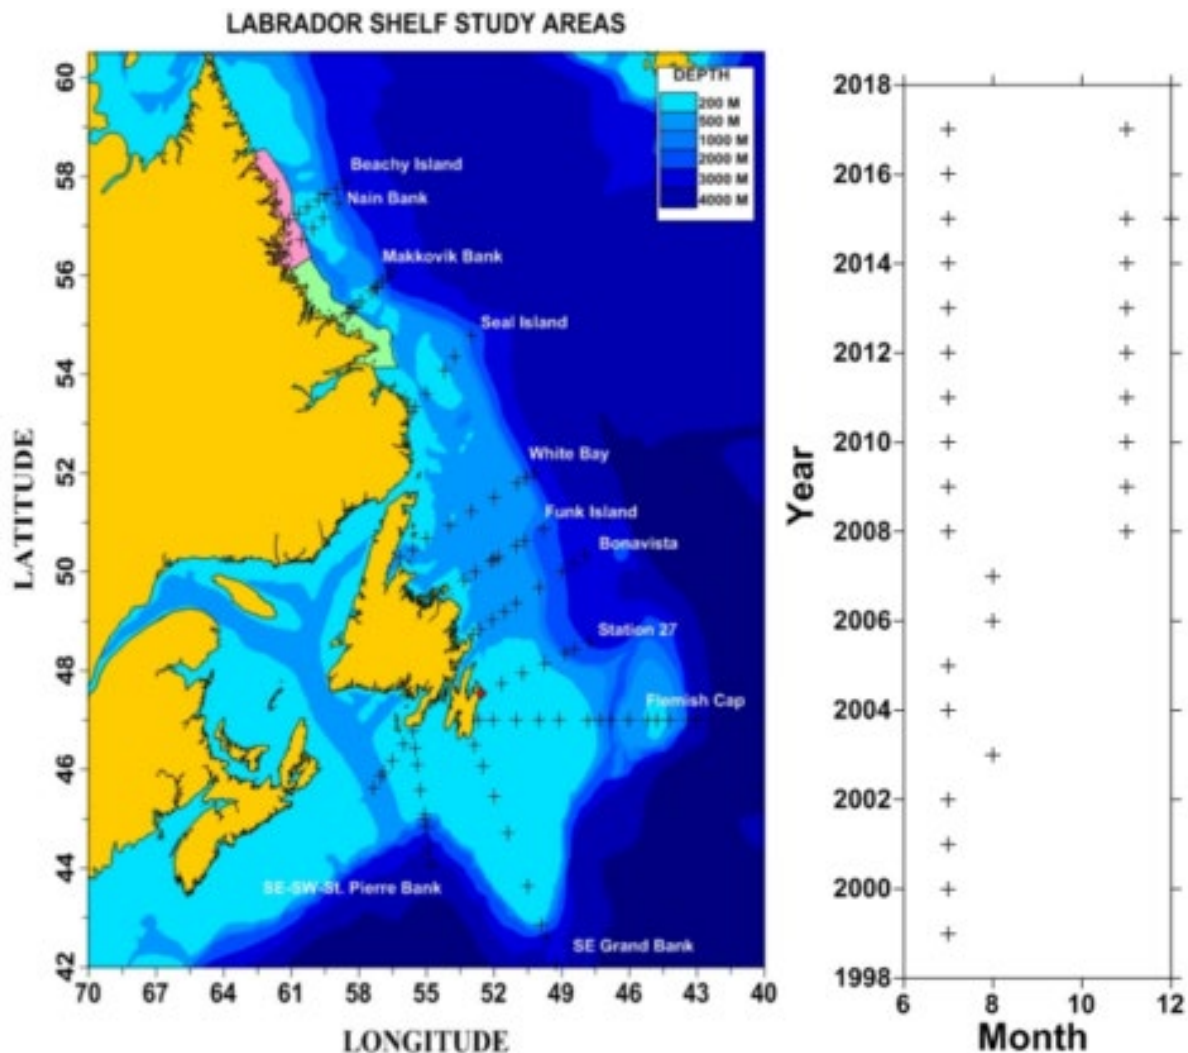 LABRADOR SHELF STUDY AREAS
DEPTH
200 M
500 M
1000 M
2000 M
3000 M
4000 M
Beachy Island
Nain Bank
Makkovik Bank
Seal Island
White Bay
Funk Island
Bonavista
Station 27
Flemish Cap
SE-SW-St. Pierre Bank
SE Grand Bank
LATITUDE
60
58
56
54
52
50
48
46
44
42
70 67 64 61 58 55 52 49 46 43 40
LONGITUDE
Year
2018
2016
2014
2012
2010
2008
2006
2004
2002
2000
1998
6 8 10 12
Month